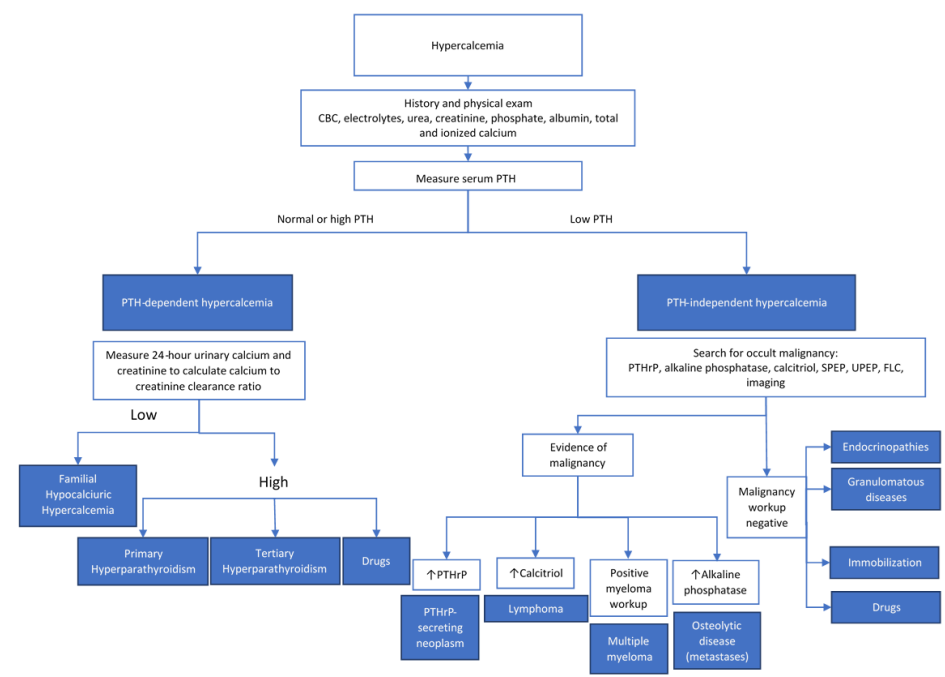 Hypercalcemia
History and physical exam
CBC, electrolytes, urea, creatinine, phosphate, albumin, total
and ionized calcium
Measure serum PTH
Normal or high PTH
Low PTH
PTH-dependent hypercalcemia
PTH-independent hypercalcemia
Measure 24-hour urinary calcium and
creatinine to calculate calcium to
creatinine clearance ratio
Search for occult malignancy:
PTHrP, alkaline phosphatase, calcitriol, SPEP, UPEP, FLC,
imaging
Low
Familial
Hypocalciuric
Hypercalcemia
High
Primary
Hyperparathyroidism
Tertiary
Hyperparathyroidism
Drugs
Evidence of
malignancy
Malignancy
workup
negative
Endocrinopathies
Granulomatous
diseases
Immobilization
Drugs
↑PTHrP
PTHrP-
secreting
neoplasm
↑Calcitriol
Lymphoma
Positive
myeloma
workup
Multiple
myeloma
↑Alkaline
phosphatase
Osteolytic
disease
(metastases)